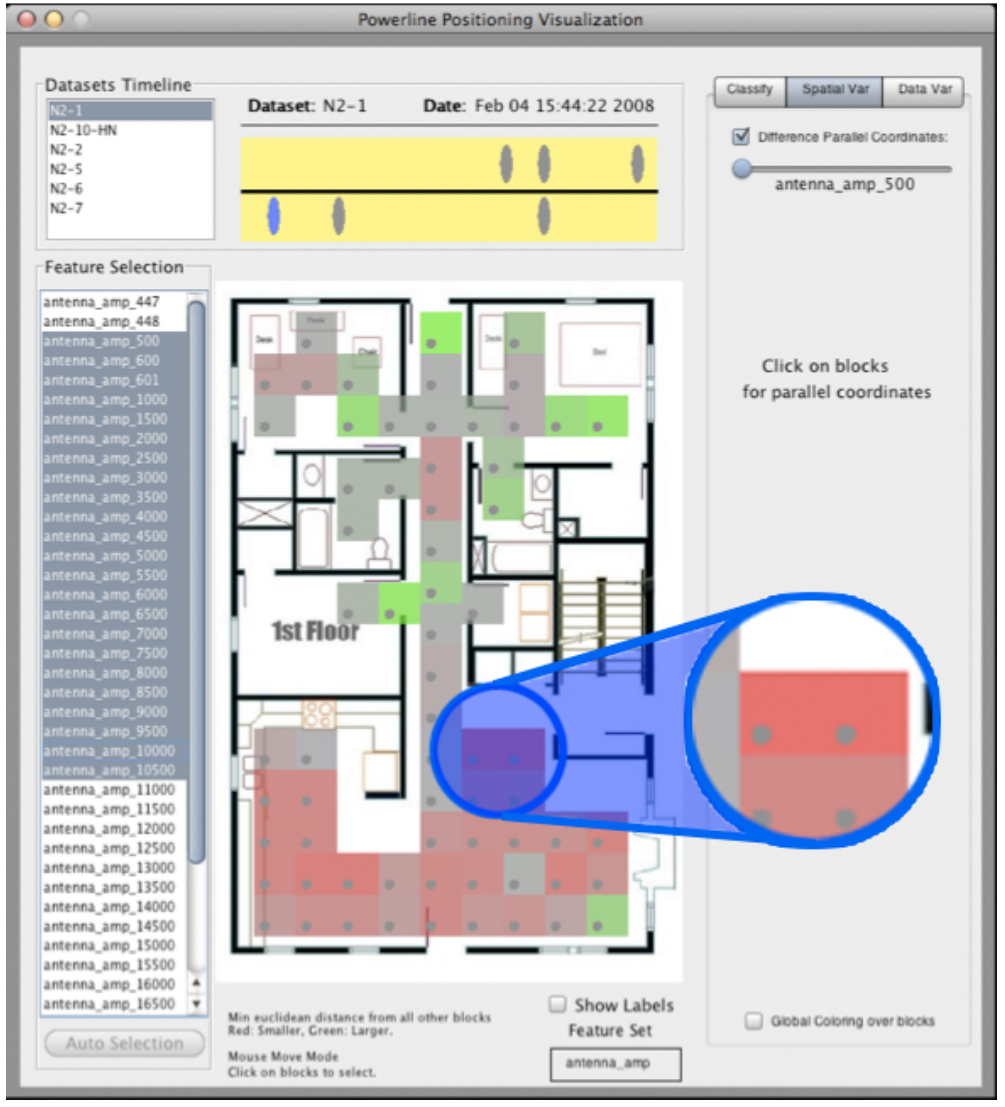 Powerline Positioning Visualization
Datasets Timeline
N2-1
N2-10-HN
N2-2
N2-5
N2-6
N2-7
Dataset: N2-1 Date: Feb 04 15:44:22 2008
Classify Spatial Var Data Var
Difference Parallel Coordinates:
antenna_amp_500
Click on blocks
for parallel coordinates
Feature Selection
antenna_amp_447
antenna_amp_448
antenna_amp_500
antenna_amp_600
antenna_amp_601
antenna_amp_1000
antenna_amp_1500
antenna_amp_2000
antenna_amp_2500
antenna_amp_3000
antenna_amp_3500
antenna_amp_4000
antenna_amp_4500
antenna_amp_5000
antenna_amp_5500
antenna_amp_6000
antenna_amp_6500
antenna_amp_7000
antenna_amp_7500
antenna_amp_8000
antenna_amp_8500
antenna_amp_9000
antenna_amp_9500
antenna_amp_10000
antenna_amp_10500
antenna_amp_11000
antenna_amp_11500
antenna_amp_12000
antenna_amp_12500
antenna_amp_13000
antenna_amp_13500
antenna_amp_14000
antenna_amp_14500
antenna_amp_15000
antenna_amp_15500
antenna_amp_16000
antenna_amp_16500
Auto Selection
Desk
Desk
Chair
Desk
Bed
1st Floor
Min euclidean distance from all other blocks
Red: Smaller, Green: Larger.
Mouse Move Mode
Click on blocks to select.
Show Labels
Feature Set
antenna_amp
Global Coloring over blocks